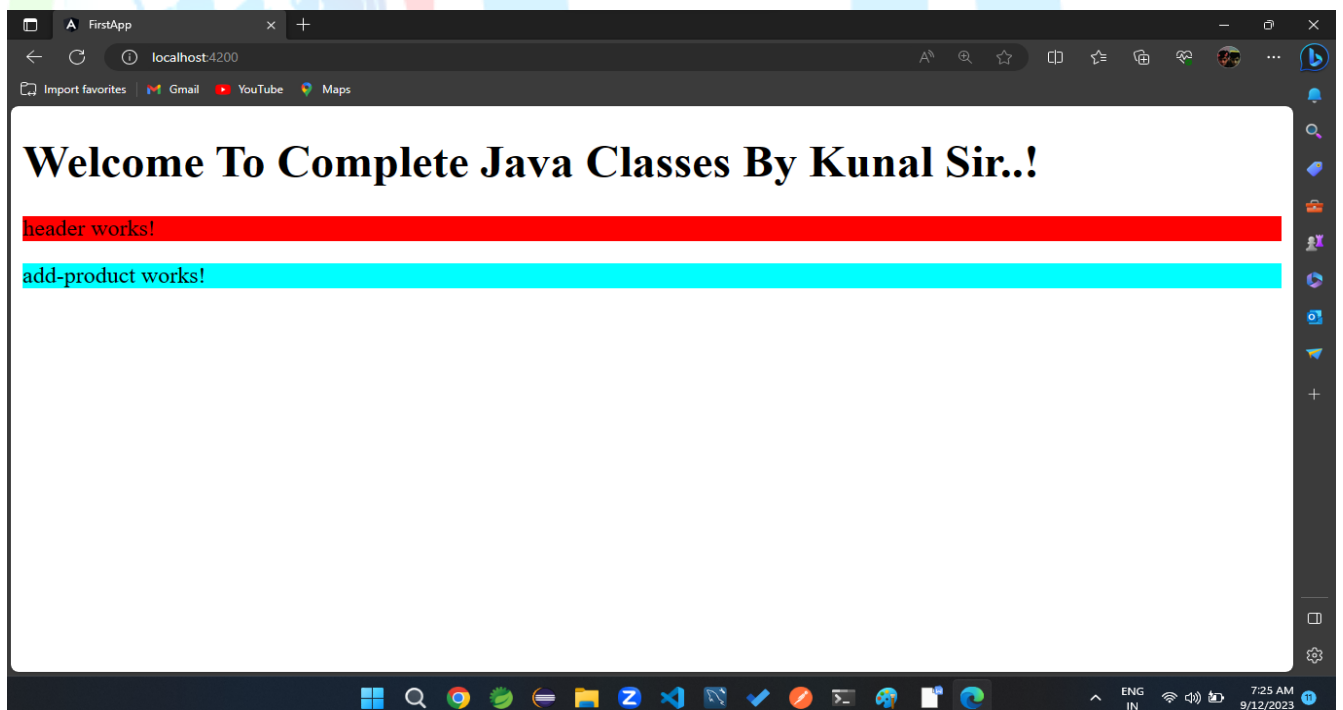 FirstApp
localhost:4200
Import favorites Gmail YouTube Maps
Welcome To Complete Java Classes By Kunal Sir..!
header works!
add-product works!
ENG
IN
7:25 AM
9/12/2023
11